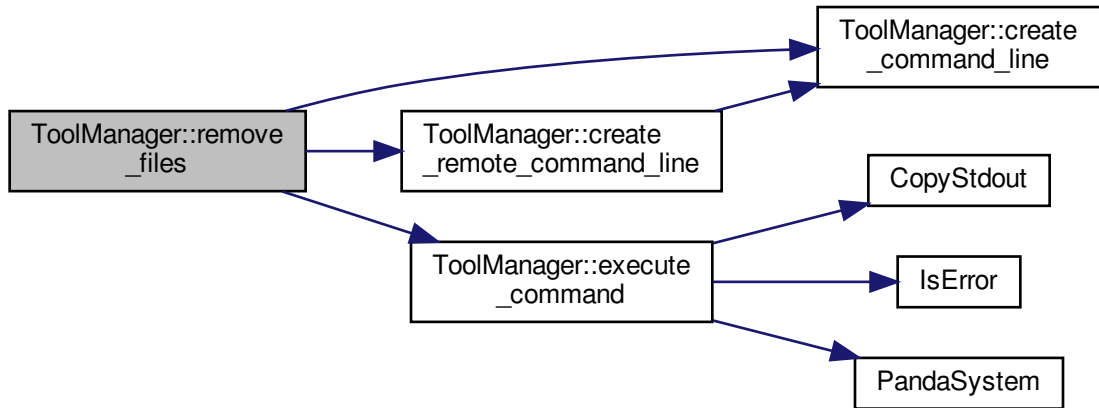 ToolManager::create
_command_line
ToolManager::remove
_files
ToolManager::create
_remote_command_line
CopyStdout
ToolManager::execute
_command
IsError
PandaSystem